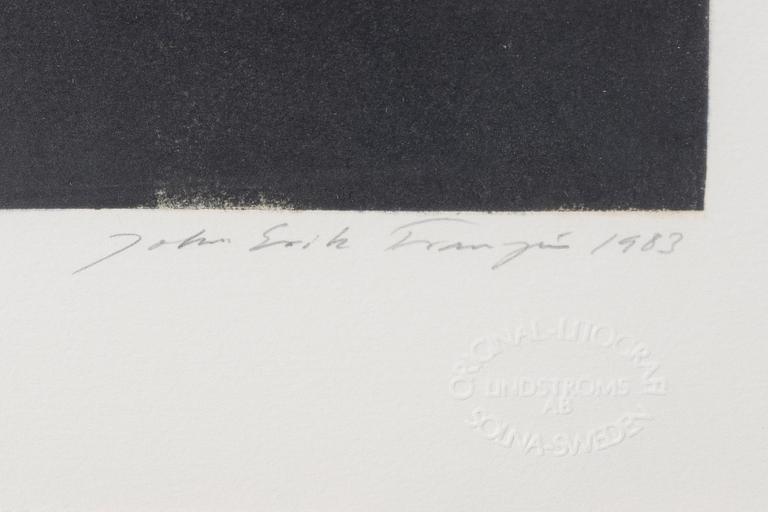 John Erik Franzén 1983
ORIGINAL-LITOGRAFI
LINDSTRÖMS
AB
SOLNA-SWEDEN